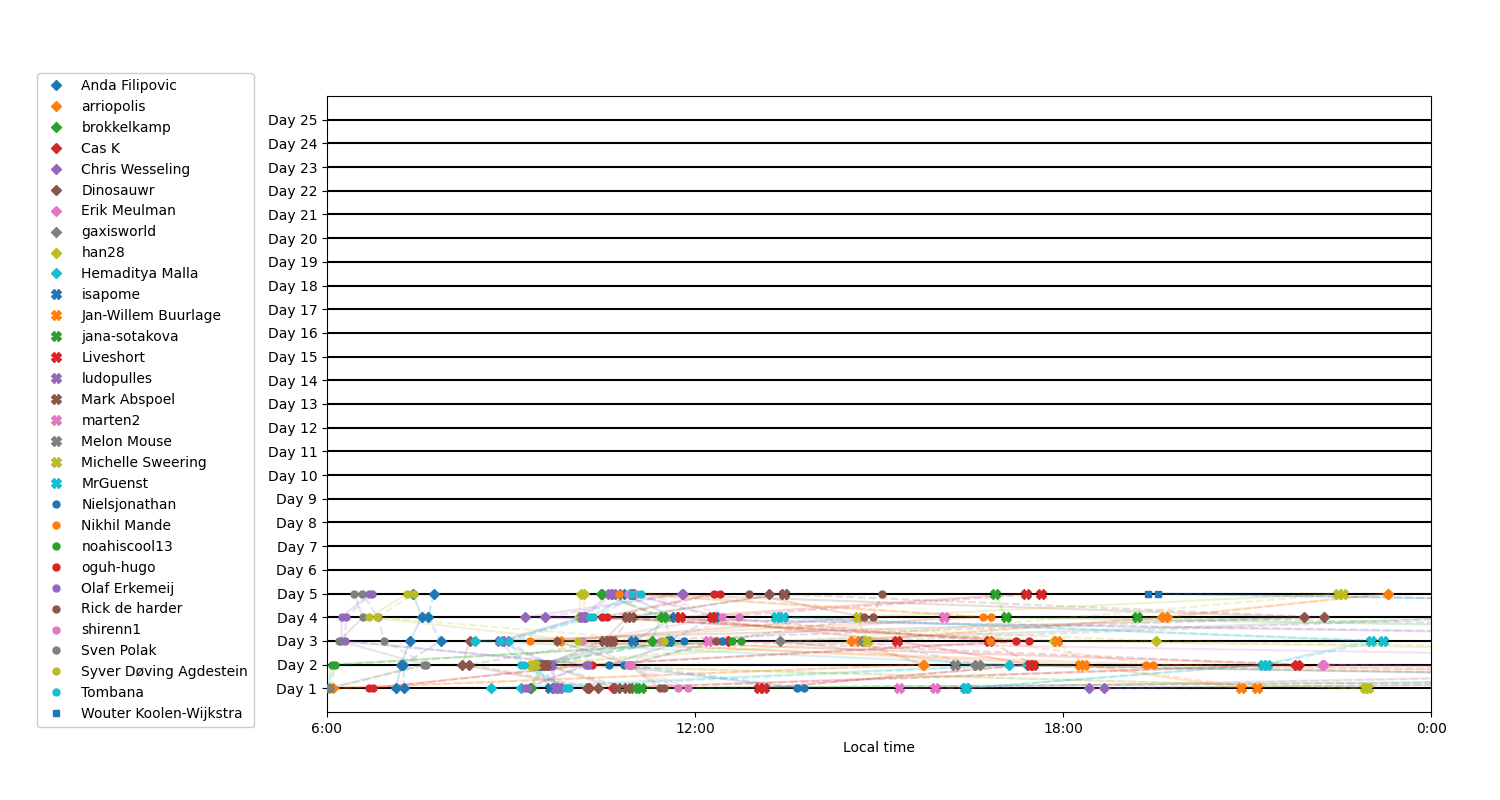 Anda Filipovic
arriopolis
brokkelkamp
Cas K
Chris Wesseling
Dinosauwr
Erik Meulman
gaxisworld
han28
Hemaditya Malla
isapome
Jan-Willem Buurlage
jana-sotakova
Liveshort
ludopulles
Mark Abspoel
marten2
Melon Mouse
Michelle Sweering
MrGuenst
Nielsjonathan
Nikhil Mande
noahiscool13
oguh-hugo
Olaf Erkemeij
Rick de harder
shirenn1
Sven Polak
Syver Døving Agdestein
Tombana
Wouter Koolen-Wijkstra
Day 25
Day 24
Day 23
Day 22
Day 21
Day 20
Day 19
Day 18
Day 17
Day 16
Day 15
Day 14
Day 13
Day 12
Day 11
Day 10
Day 9
Day 8
Day 7
Day 6
Day 5
Day 4
Day 3
Day 2
Day 1
6:00 12:00 18:00 0:00
Local time